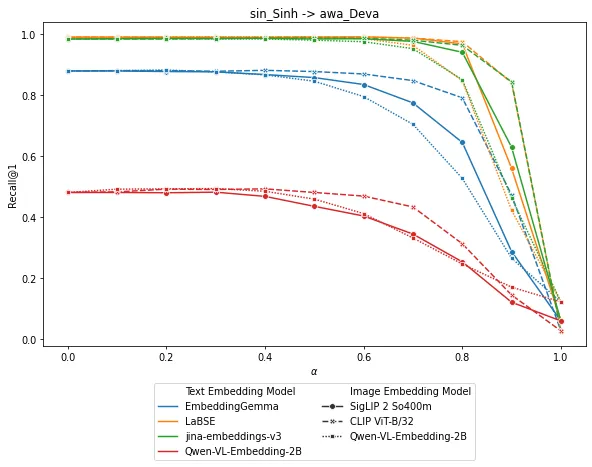 sin_Sinh -> awa_Deva
Recall@1
1.0
0.8
0.6
0.4
0.2
0.0
0.0 0.2 0.4 0.6 0.8 1.0
α
Text Embedding Model
EmbeddingGemma
LaBSE
jina-embeddings-v3
Qwen-VL-Embedding-2B
Image Embedding Model
SigLIP 2 So400m
CLIP ViT-B/32
Qwen-VL-Embedding-2B